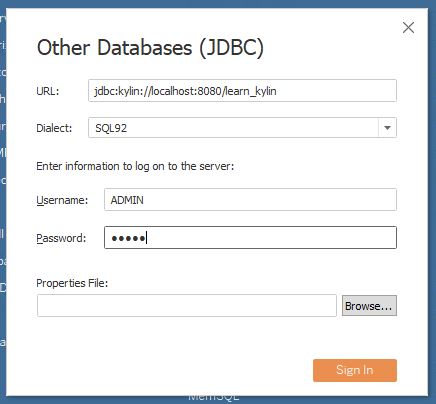 Other Databases (JDBC)
URL: jdbc:kylin://localhost:8080/learn_kylin
Dialect: SQL92
Enter information to log on to the server:
Username: ADMIN
Password: ●●●●●
Properties File:
Browse...
Sign In
MemSQL